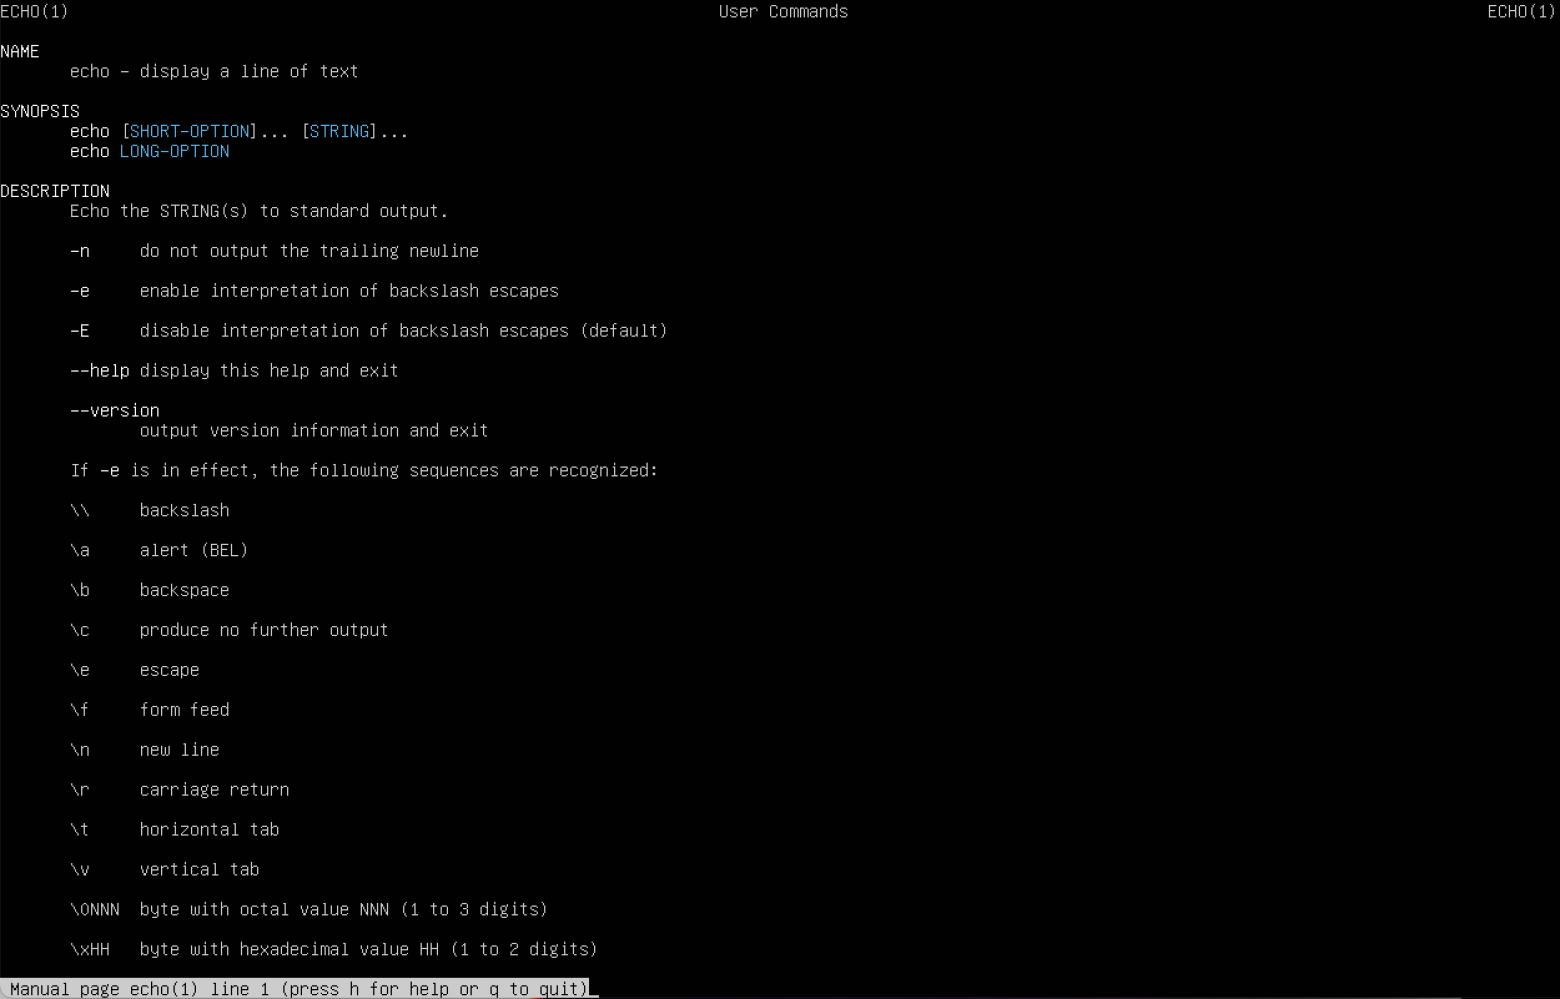 ECHO(1) User Commands ECHO(1)
NAME
echo - display a line of text
SYNOPSIS
echo [SHORT-OPTION]... [STRING]...
echo LONG-OPTION
DESCRIPTION
Echo the STRING(s) to standard output.
-n do not output the trailing newline
-e enable interpretation of backslash escapes
-E disable interpretation of backslash escapes (default)
--help display this help and exit
--version
output version information and exit
If -e is in effect, the following sequences are recognized:
\\ backslash
\a alert (BEL)
\b backspace
\c produce no further output
\e escape
\f form feed
\n new line
\r carriage return
\t horizontal tab
\v vertical tab
\0NNN byte with octal value NNN (1 to 3 digits)
\xHH byte with hexadecimal value HH (1 to 2 digits)
Manual page echo(1) line 1 (press h for help or q to quit)